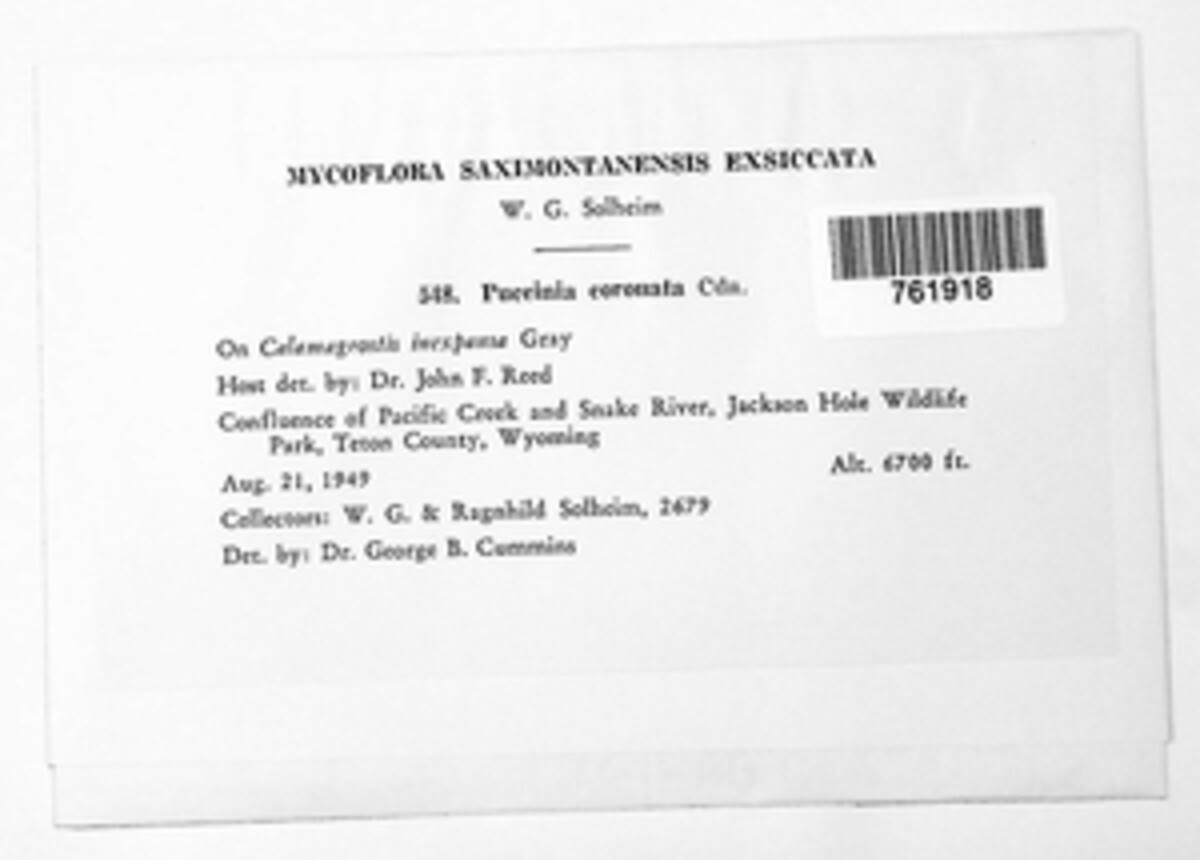 MYCOFLORA SAXIMONTANENSIS EXSICCATA
W. G. Solheim
548. Puccinia coronata Cda.
761918
On Calamagrostis inexpansa Gray
Host det. by: Dr. John F. Reed
Confluence of Pacific Creek and Snake River, Jackson Hole Wildlife
Park, Teton County, Wyoming
Aug. 21, 1949 Alt. 6700 ft.
Collectors: W. G. & Ragnhild Solheim, 2679
Det. by: Dr. George B. Cummins